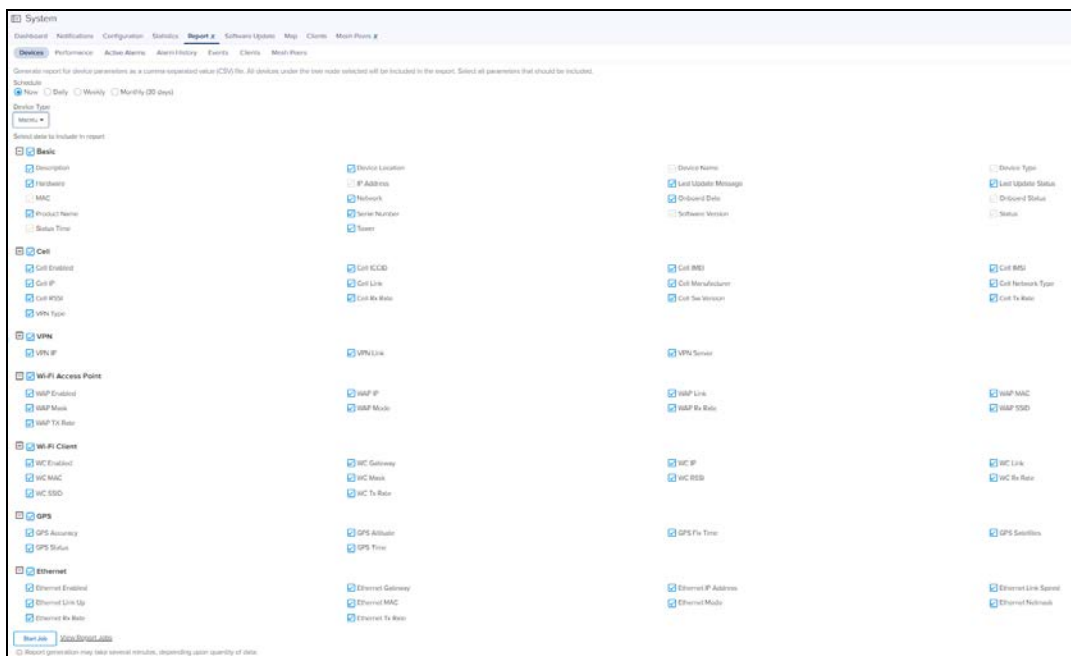 System
Dashboard Notifications Configuration Statistics Report Software Update Map Clients Mesh Peers
Devices Performance Active Alarms Alarm History Events Clients Mesh Peers
Generate report for device parameters as a comma separated value (CSV) file. All devices under the tree node selected will be included in the report. Select all parameters that should be included.
Schedule
Now Daily Weekly Monthly (30 days)
Device Type
Select data to include in report
Basic
Description Device Location Device Name Device Type
Hardware IP Address Last Update Message Last Update Status
MAC Network Onboard Date Onboard Status
Product Name Serial Number Software Version Status
Status Time Tower
Cell
Cell Enabled Cell ICCID Cell IMEI Cell IMSI
Cell IP Cell Link Cell Manufacturer Cell Network Type
Cell RSSI Cell Rx Rate Cell Sw Version Cell Tx Rate
VPN Type
VPN
VPN IP VPN Link VPN Server
Wi-Fi Access Point
WAP Enabled WAP IP WAP Link WAP MAC
WAP Mask WAP Mode WAP Rx Rate WAP SSID
WAP TX Rate
Wi-Fi Client
WC Enabled WC Gateway WC IP WC Link
WC MAC WC Mask WC RSSI WC Rx Rate
WC SSID WC Tx Rate
GPS
GPS Accuracy GPS Altitude GPS Fix Time GPS Satellites
GPS Status GPS Time
Ethernet
Ethernet Enabled Ethernet Gateway Ethernet IP Address Ethernet Link Speed
Ethernet Link Up Ethernet MAC Ethernet Mode Ethernet Netmask
Ethernet Rx Rate Ethernet Tx Rate
Start Job View Report Jobs
Report generation may take several minutes, depending upon quantity of data.